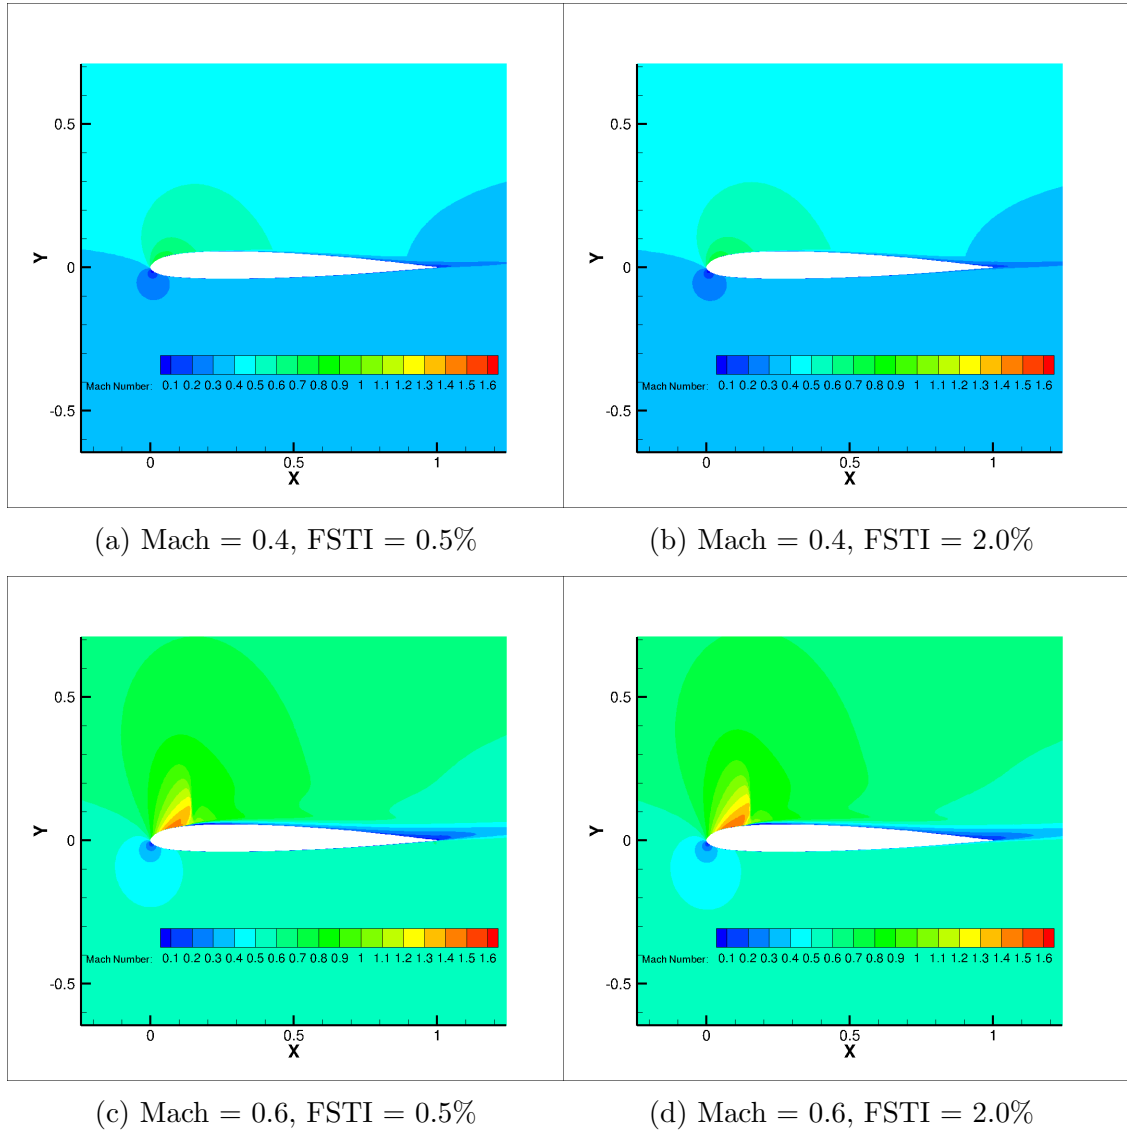 0.5
0
-0.5
Y
Mach Number: 0.1 0.2 0.3 0.4 0.5 0.6 0.7 0.8 0.9 1 1.1 1.2 1.3 1.4 1.5 1.6
0 0.5 1
X
0.5
0
-0.5
Y
Mach Number: 0.1 0.2 0.3 0.4 0.5 0.6 0.7 0.8 0.9 1 1.1 1.2 1.3 1.4 1.5 1.6
0 0.5 1
X
(a) Mach = 0.4, FSTI = 0.5%
(b) Mach = 0.4, FSTI = 2.0%
0.5
0
-0.5
Y
Mach Number: 0.1 0.2 0.3 0.4 0.5 0.6 0.7 0.8 0.9 1 1.1 1.2 1.3 1.4 1.5 1.6
0 0.5 1
X
0.5
0
-0.5
Y
Mach Number: 0.1 0.2 0.3 0.4 0.5 0.6 0.7 0.8 0.9 1 1.1 1.2 1.3 1.4 1.5 1.6
0 0.5 1
X
(c) Mach = 0.6, FSTI = 0.5%
(d) Mach = 0.6, FSTI = 2.0%